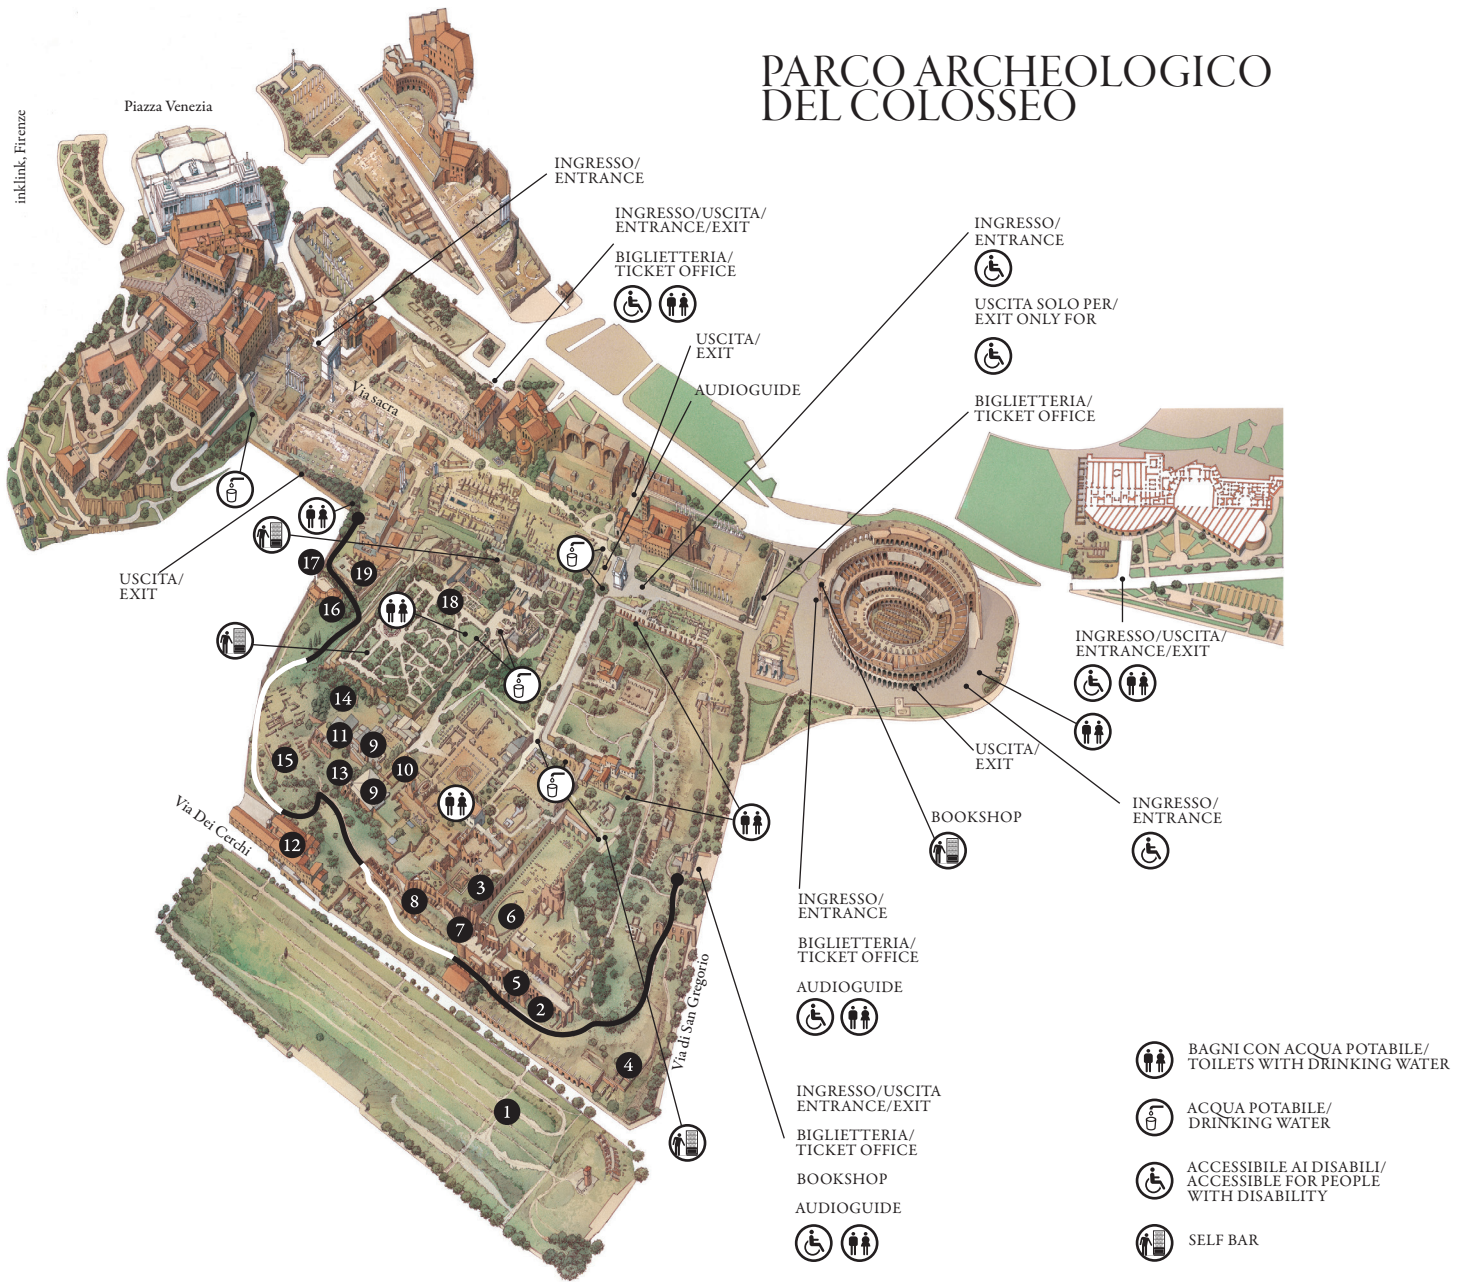 PARCO ARCHEOLOGICO
DEL COLOSSEO
inklink, Firenze
Piazza Venezia
INGRESSO/
ENTRANCE
INGRESSO/USCITA/
ENTRANCE/EXIT
BIGLIETTERIA/
TICKET OFFICE
USCITA/
EXIT
AUDIOGUIDE
INGRESSO/
ENTRANCE
USCITA SOLO PER/
EXIT ONLY FOR
BIGLIETTERIA/
TICKET OFFICE
Via sacra
USCITA/
EXIT
17
19
16
18
14
11
9
15
13
10
9
12
Via Dei Cerchi
3
8
6
7
5
2
4
1
Via di San Gregorio
INGRESSO/USCITA/
ENTRANCE/EXIT
USCITA/
EXIT
INGRESSO/
ENTRANCE
BOOKSHOP
INGRESSO/
ENTRANCE
BIGLIETTERIA/
TICKET OFFICE
AUDIOGUIDE
INGRESSO/USCITA
ENTRANCE/EXIT
BIGLIETTERIA/
TICKET OFFICE
BOOKSHOP
AUDIOGUIDE
BAGNI CON ACQUA POTABILE/
TOILETS WITH DRINKING WATER
ACQUA POTABILE/
DRINKING WATER
ACCESSIBILE AI DISABILI/
ACCESSIBLE FOR PEOPLE
WITH DISABILITY
SELF BAR